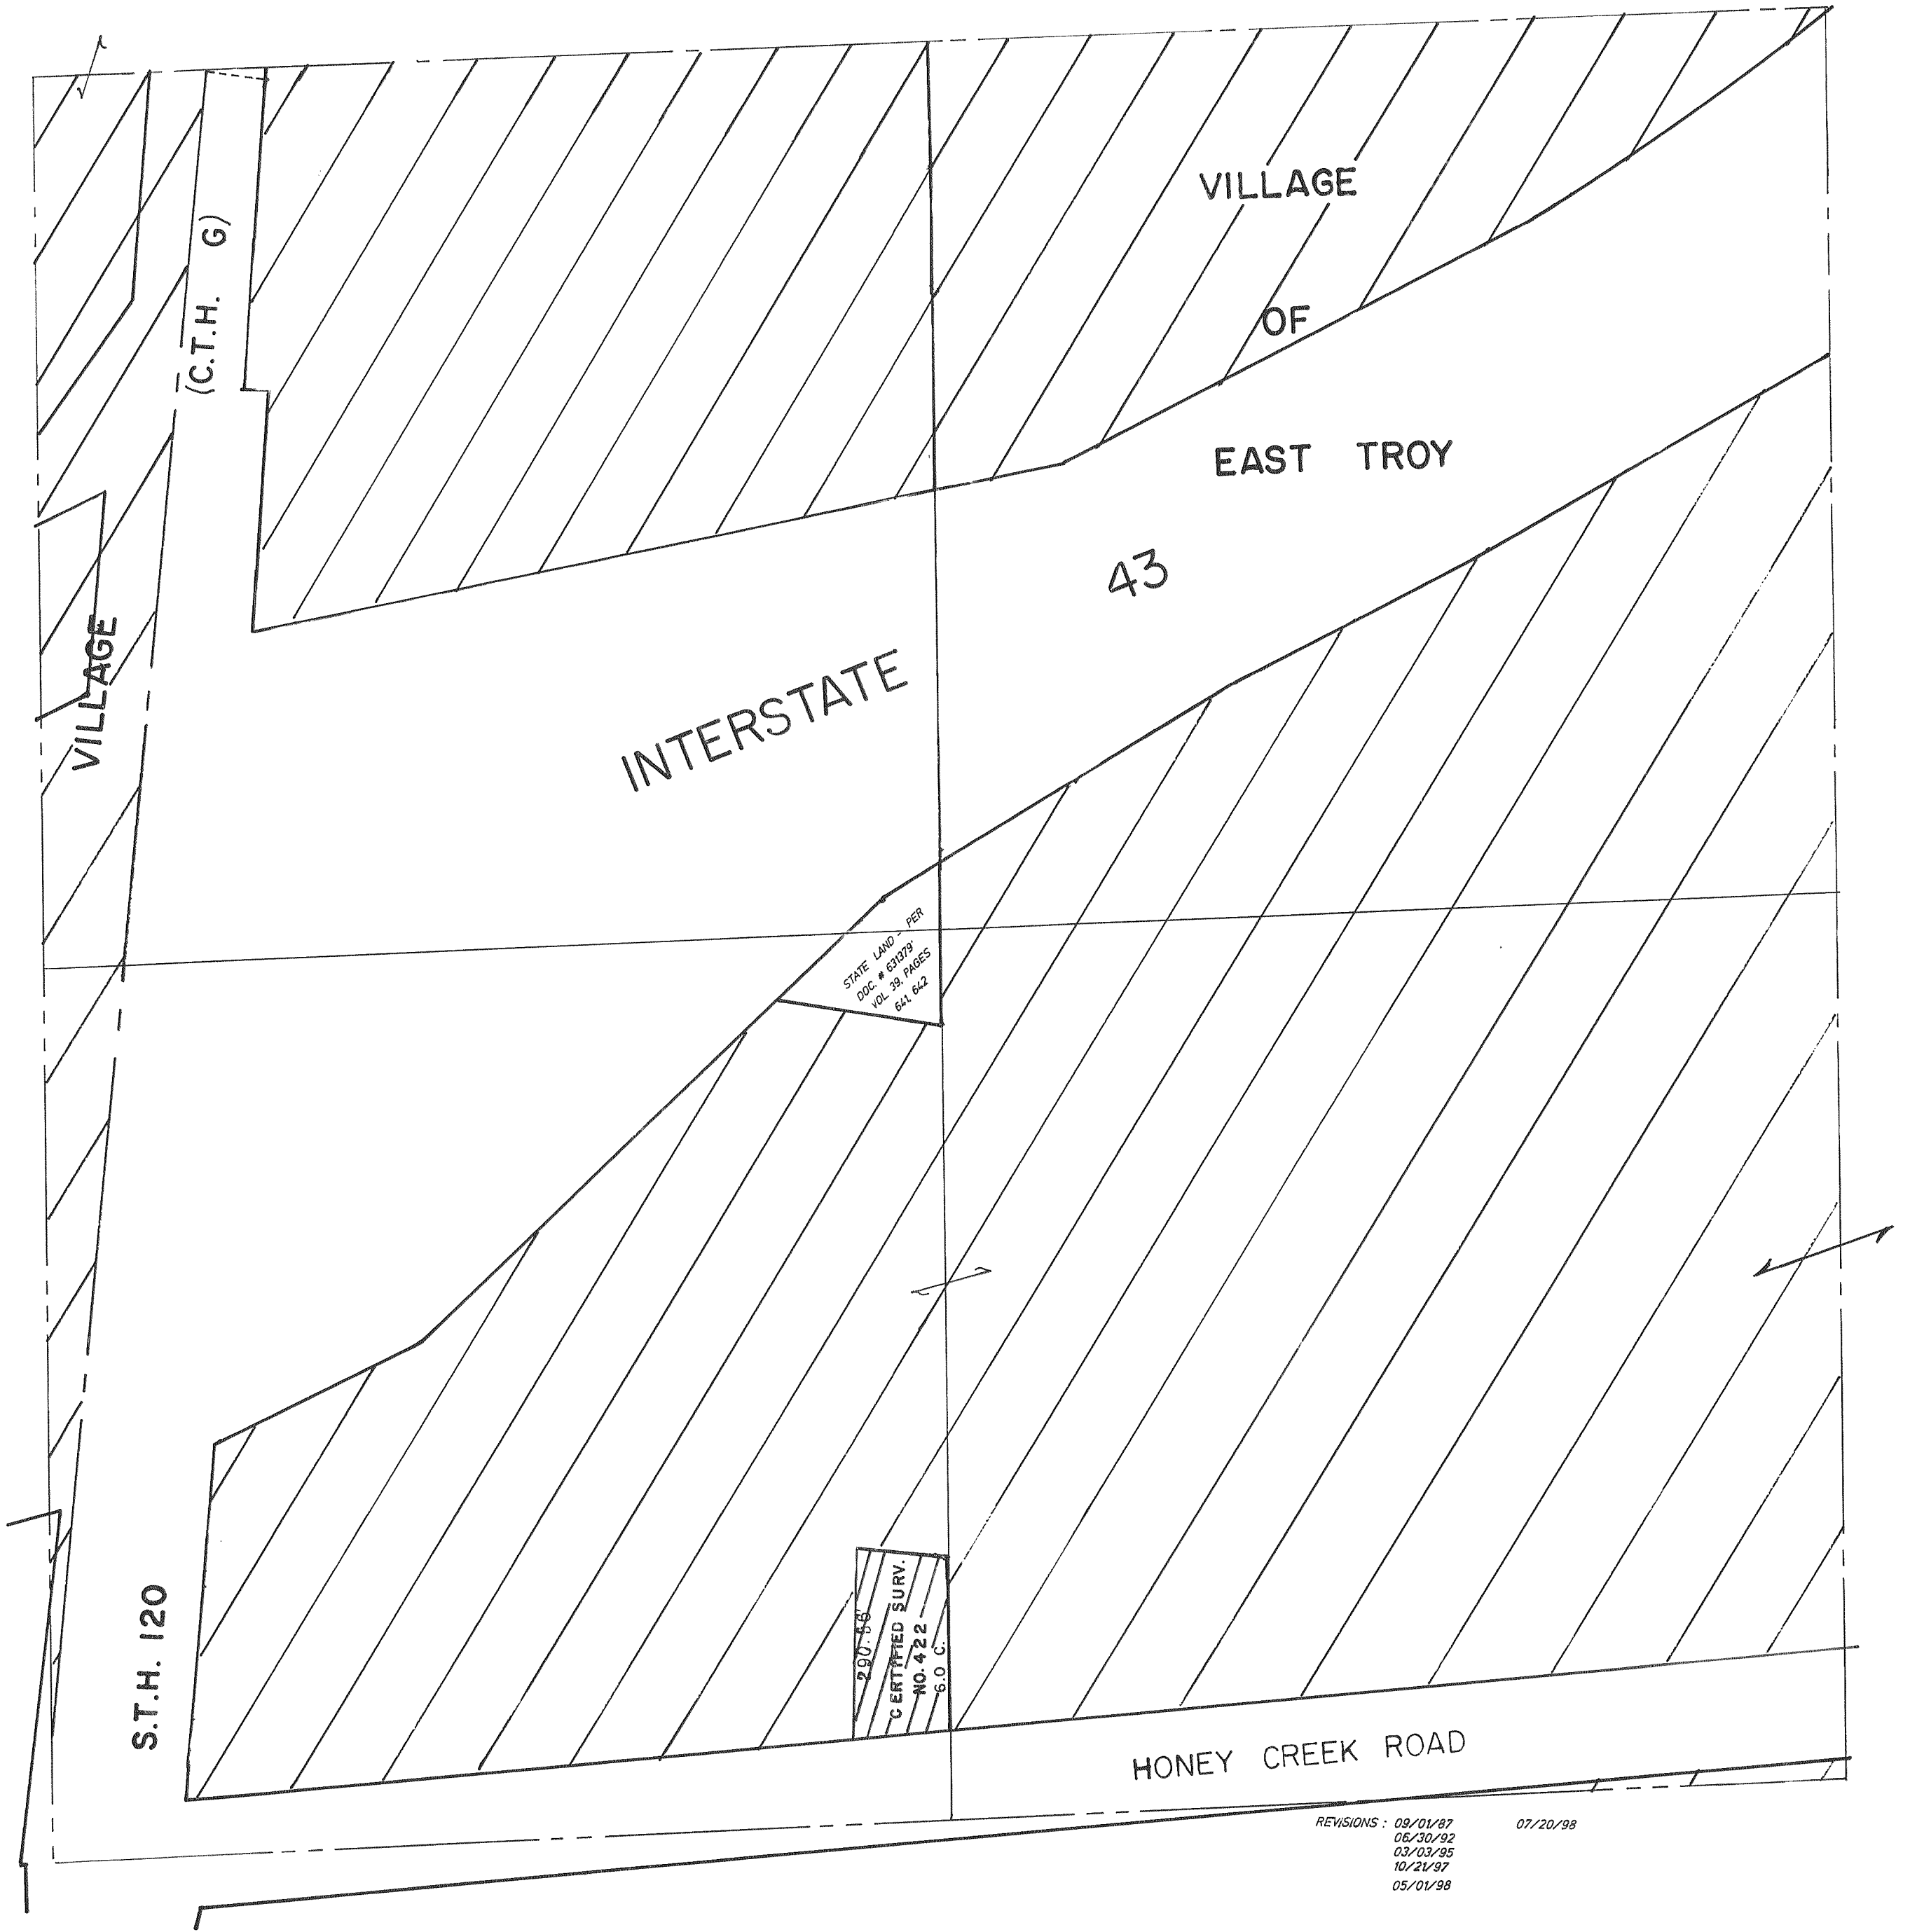 VILLAGE
OF
EAST TROY
43
INTERSTATE
(C.T.H. G)
VILLAGE
STATE LAND - PER
DOC. # 631379'
VOL. 39, PAGES
641, 642
S.T.H. 120
290.56'
CERTIFIED SURV.
NO. 422
6.0 C.
HONEY CREEK ROAD
REVISIONS : 09/01/87 07/20/98
06/30/92
03/03/95
10/21/97
05/01/98